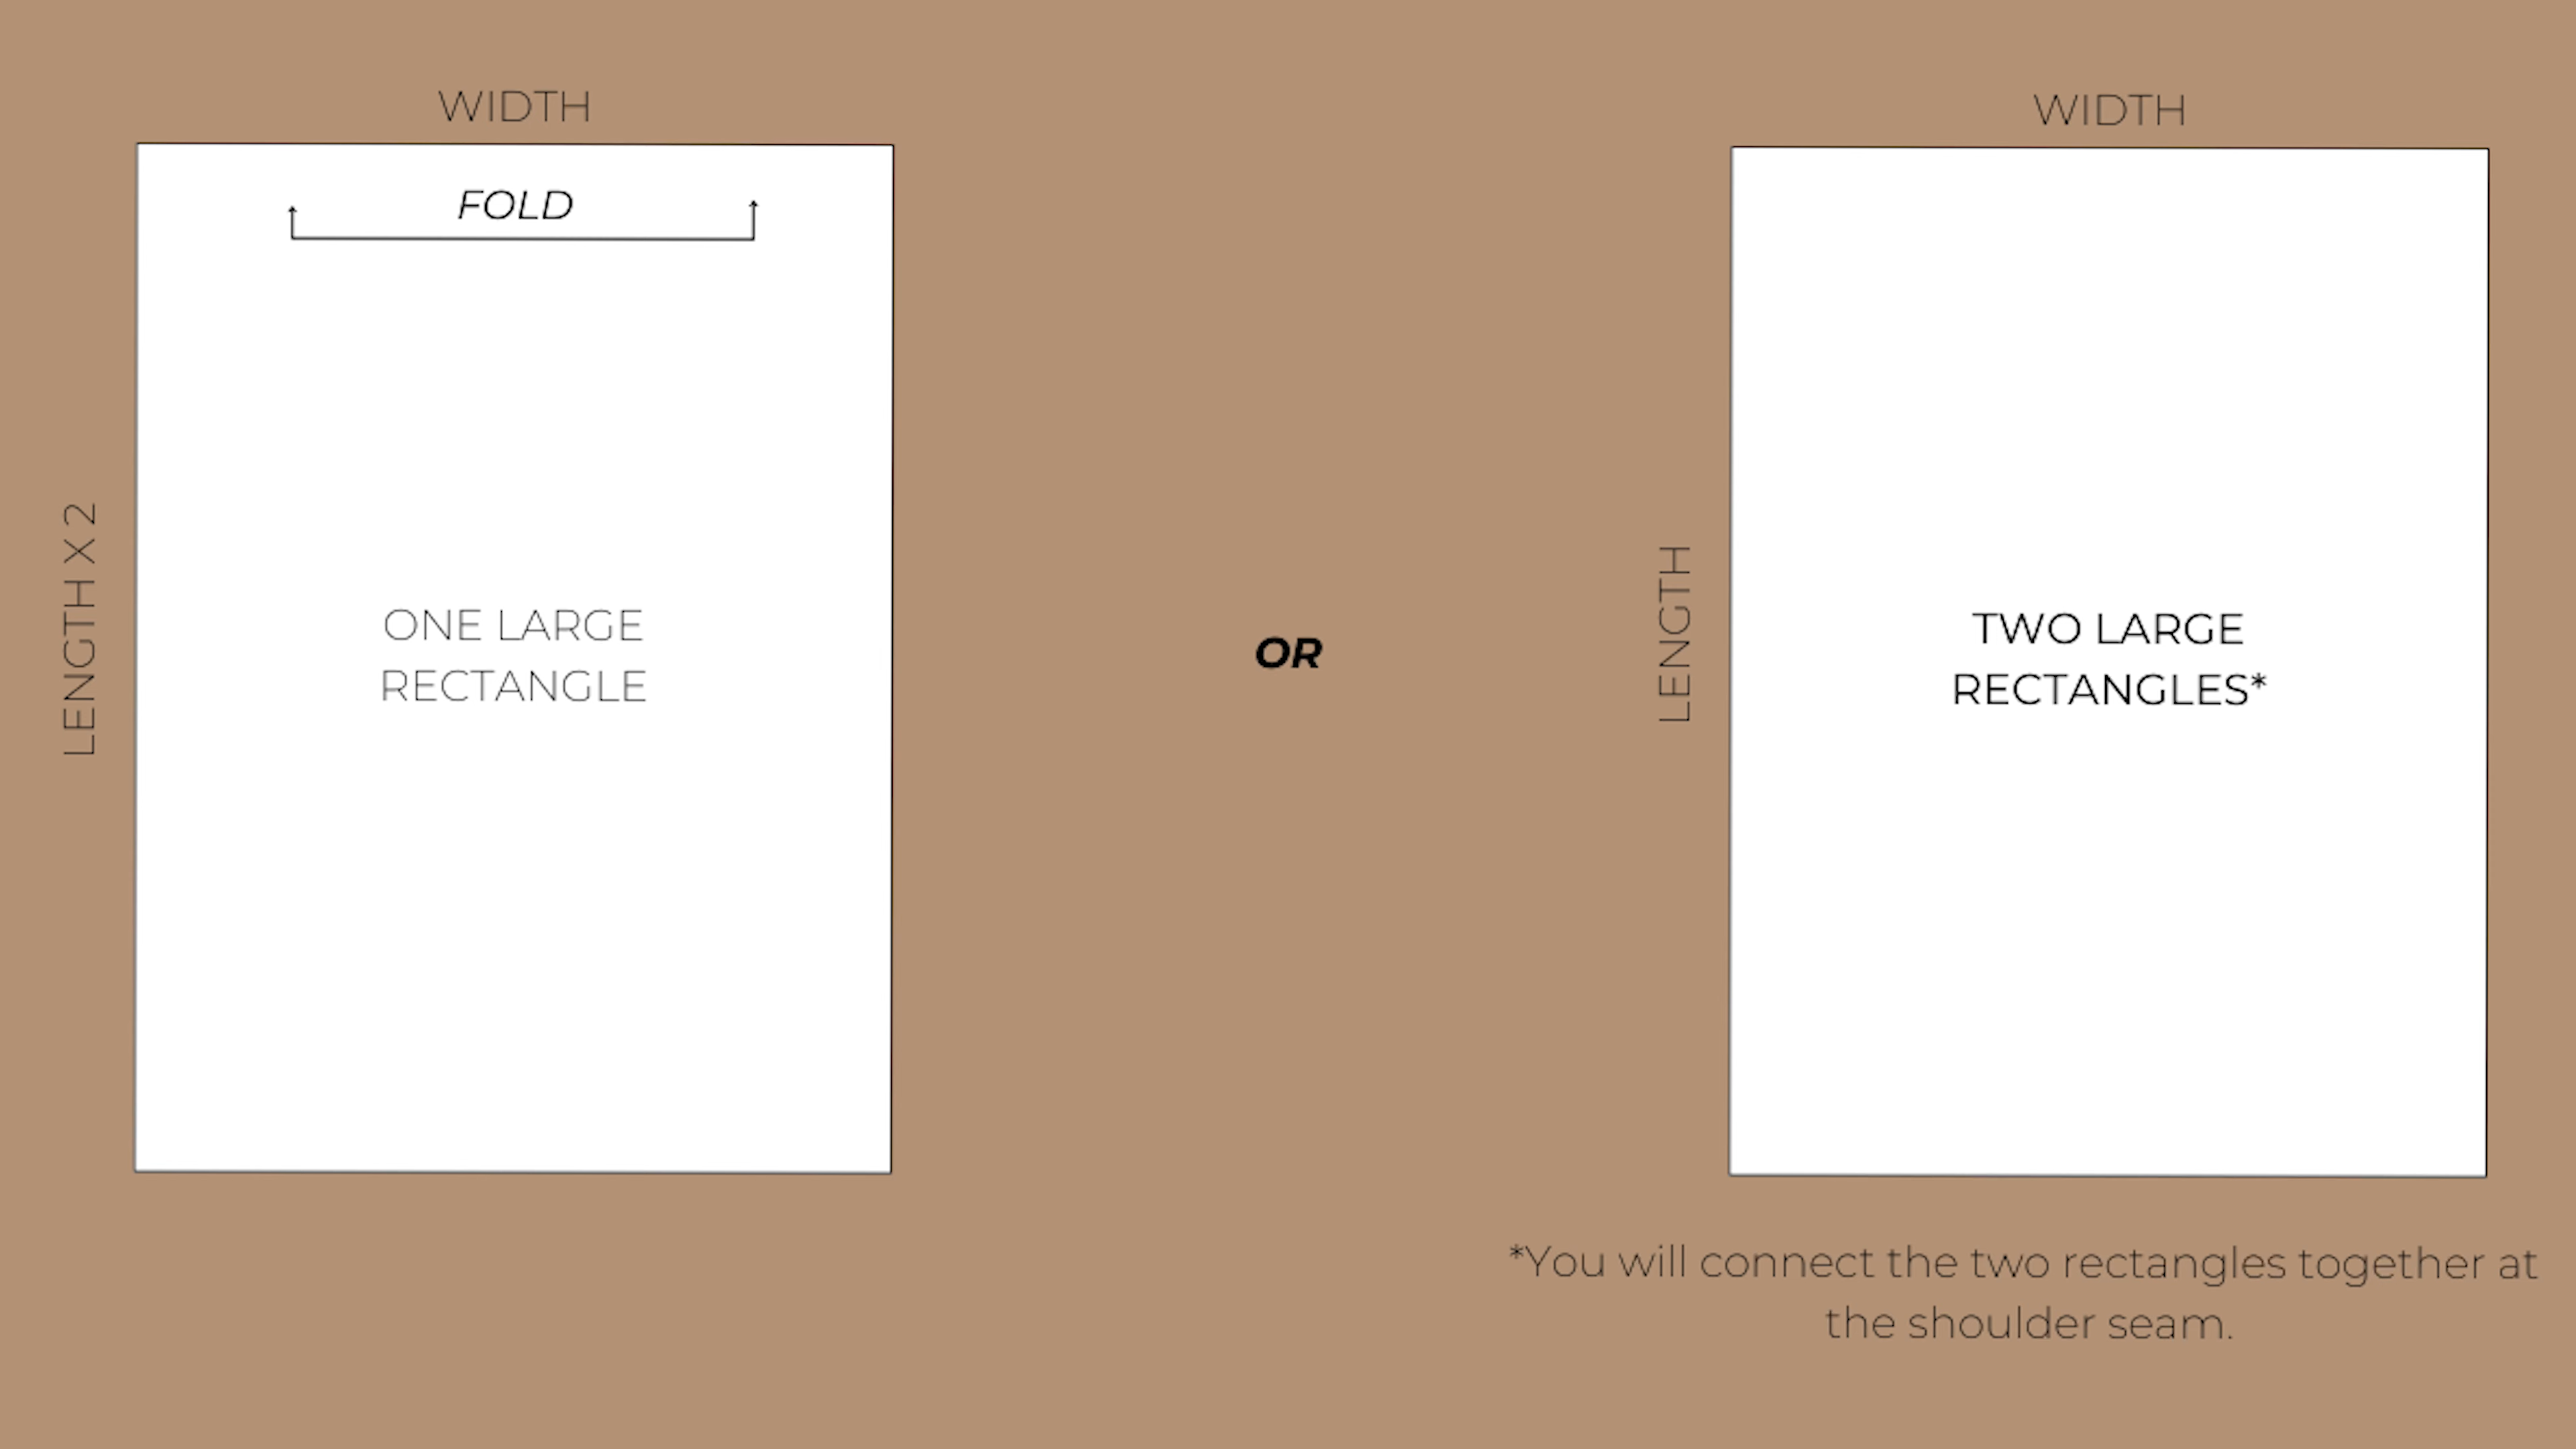 WIDTH
FOLD
LENGTH X 2
ONE LARGE
RECTANGLE
OR
WIDTH
LENGTH
TWO LARGE
RECTANGLES*
*You will connect the two rectangles together at
the shoulder seam.